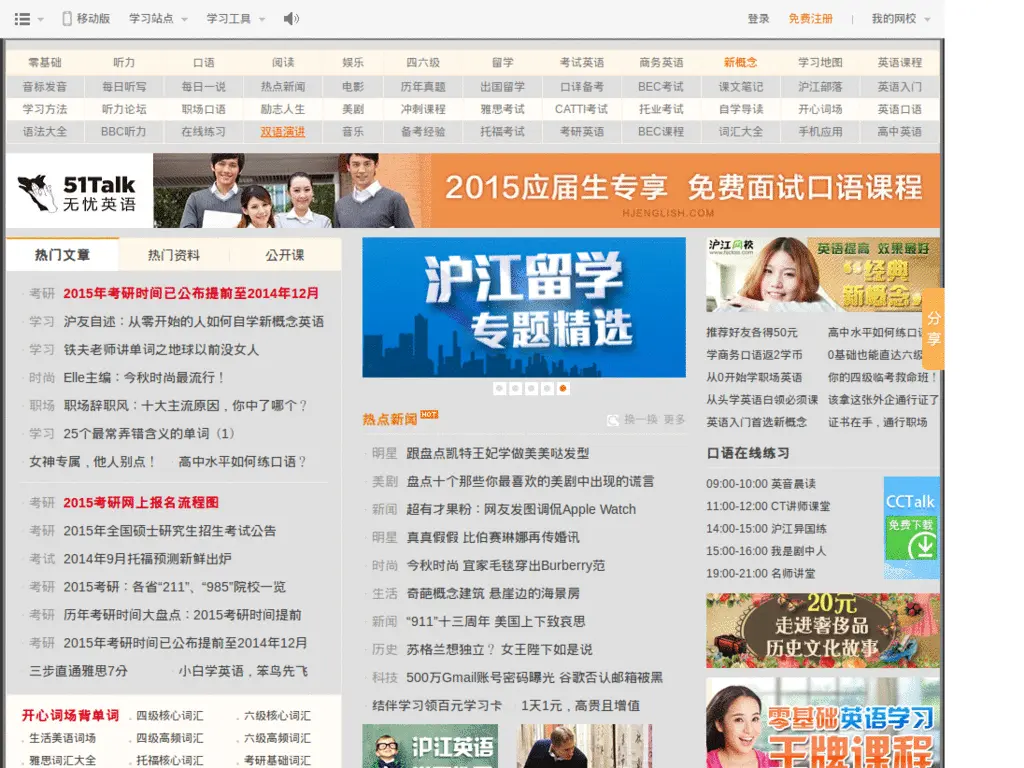 移动版 学习站点 学习工具 登录 免费注册 | 我的网校
零基础 听力 口语 阅读 娱乐 四六级 留学 考试英语 商务英语 新概念 学习地图 英语课程
音标发音 每日听写 每日一说 热点新闻 电影 历年真题 出国留学 口译备考 BEC考试 课文笔记 沪江部落 英语入门
学习方法 听力论坛 职场口语 励志人生 美剧 冲刺课程 雅思考试 CATTI考试 托业考试 自学导读 开心词场 英语口语
语法大全 BBC听力 在线练习 双语演讲 音乐 备考经验 托福考试 考研英语 BEC课程 词汇大全 手机应用 高中英语
51Talk
无忧英语
2015应届生专享 免费面试口语课程
HJENGLISH.COM
热门文章 热门资料 公开课
考研 2015年考研时间已公布提前至2014年12月
学习 沪友自述：从零开始的人如何自学新概念英语
学习 铁夫老师讲单词之地球以前没女人
时尚 Elle主编：今秋时尚最流行！
职场 职场辞职风：十大主流原因，你中了哪个？
学习 25个最常弄错含义的单词（1）
女神专属，他人别点！ 高中水平如何练口语？
考研 2015考研网上报名流程图
考研 2015年全国硕士研究生招生考试公告
考试 2014年9月托福预测新鲜出炉
考研 2015考研：各省“211”、“985”院校一览
考研 历年考研时间大盘点：2015考研时间提前
考研 2015年考研时间已公布提前至2014年12月
三步直通雅思7分 小白学英语，笨鸟先飞
开心词场背单词 . 四级核心词汇 . 六级核心词汇
. 生活美语词场 . 四级高频词汇 . 六级高频词汇
. 雅思词汇大全 . 托福核心词汇 . 考研基础词汇
沪江留学
专题精选
热点新闻 HOT 换一换 更多
明星 跟盘点凯特王妃学做美美哒发型
美剧 盘点十个那些你最喜欢的美剧中出现的谎言
新闻 超有才果粉：网友发图调侃Apple Watch
明星 真真假假 比伯赛琳娜再传婚讯
时尚 今秋时尚 宜家毛毯穿出Burberry范
生活 奇葩概念建筑 悬崖边的海景房
新闻 “911”十三周年 美国上下致哀思
历史 苏格兰想独立？ 女王陛下如是说
科技 500万Gmail账号密码曝光 谷歌否认邮箱被黑
结伴学习领百元学习卡 1天1元，高贵且增值
沪江英语
沪江网校
英语提高 效果最好
“经典
新概念”
分享
推荐好友各得50元 高中水平如何练口
学商务口语返2学币 0基础也能直达六级
从0开始学职场英语 你的四级临考救命班！
从头学英语白领必须课 该拿这张外企通行证了
英语入门首选新概念 证书在手，通行职场
口语在线练习
09:00-10:00 英音晨读
11:00-12:00 CT讲师课堂
14:00-15:00 沪江异国练
15:00-16:00 我是剧中人
19:00-21:00 名师讲堂
CCTalk
免费下载
20元
走进奢侈品
历史文化故事
零基础英语学习
王牌课程